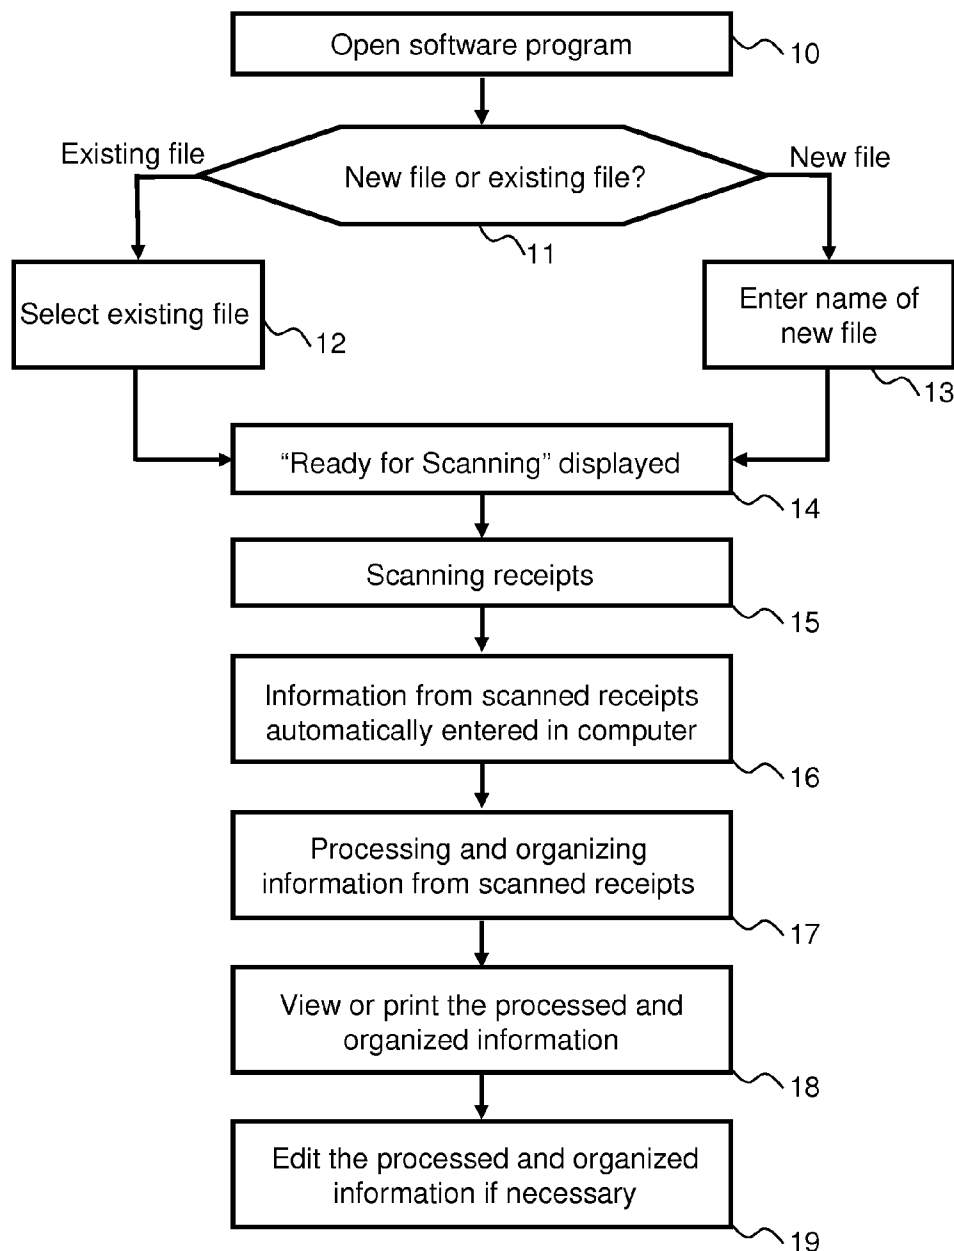 Open software program
10
Existing file
New file
New file or existing file?
11
Select existing file
12
Enter name of
new file
13
“Ready for Scanning” displayed
14
Scanning receipts
15
Information from scanned receipts
automatically entered in computer
16
Processing and organizing
information from scanned receipts
17
View or print the processed and
organized information
18
Edit the processed and organized
information if necessary
19